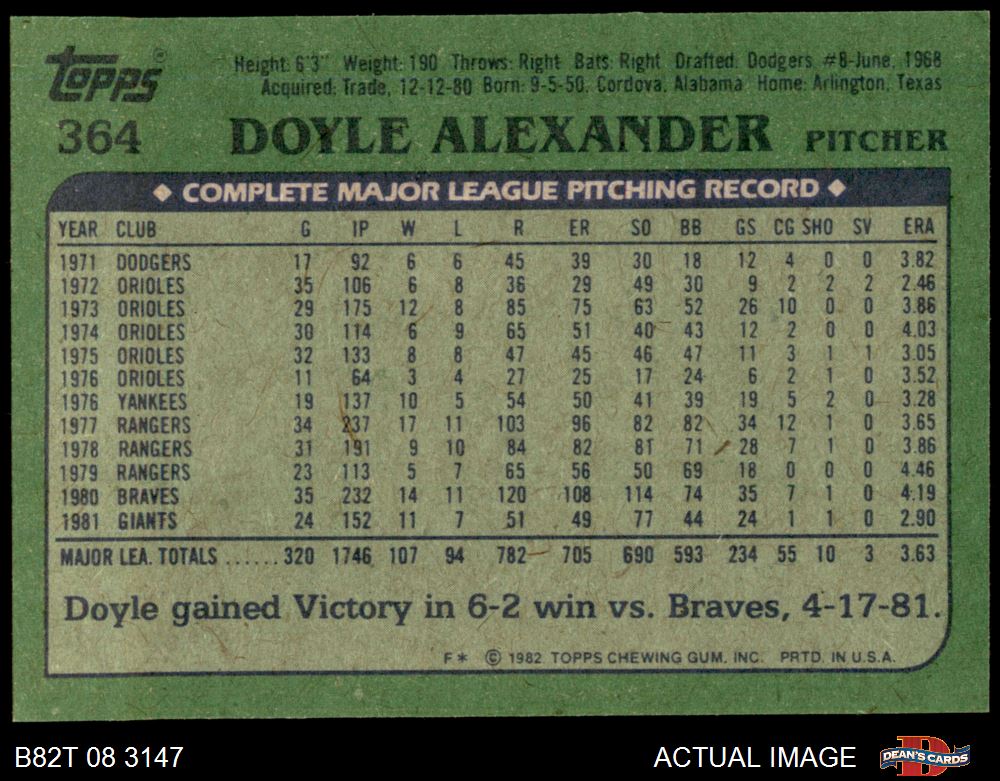 TOPPS®
Height: 6'3" Weight: 190 Throws: Right Bats: Right Drafted: Dodgers #8-June, 1968
Acquired: Trade, 12-12-80 Born: 9-5-50, Cordova, Alabama Home: Arlington, Texas
364 DOYLE ALEXANDER PITCHER
◆ COMPLETE MAJOR LEAGUE PITCHING RECORD ◆
YEAR CLUB G IP W L R ER SO BB GS CG SHO SV ERA
1971 DODGERS 17 92 6 6 45 39 30 18 12 4 0 0 3.82
1972 ORIOLES 35 106 6 8 36 29 49 30 9 2 2 2 2.46
1973 ORIOLES 29 175 12 8 85 75 63 52 26 10 0 0 3.86
1974 ORIOLES 30 114 6 9 65 51 40 43 12 2 0 0 4.03
1975 ORIOLES 32 133 8 8 47 45 46 47 11 3 1 1 3.05
1976 ORIOLES 11 64 3 4 27 25 17 24 6 2 1 0 3.52
1976 YANKEES 19 137 10 5 54 50 41 39 19 5 2 0 3.28
1977 RANGERS 34 237 17 11 103 96 82 82 34 12 1 0 3.65
1978 RANGERS 31 191 9 10 84 82 81 71 28 7 1 0 3.86
1979 RANGERS 23 113 5 7 65 56 50 69 18 0 0 0 4.46
1980 BRAVES 35 232 14 11 120 108 114 74 35 7 1 0 4.19
1981 GIANTS 24 152 11 7 51 49 77 44 24 1 1 0 2.90
MAJOR LEA. TOTALS ...... 320 1746 107 94 782 705 690 593 234 55 10 3 3.63
Doyle gained Victory in 6-2 win vs. Braves, 4-17-81.
F* © 1982 TOPPS CHEWING GUM, INC. PRTD. IN U.S.A.
B82T 08 3147 ACTUAL IMAGE DEAN'S CARDS